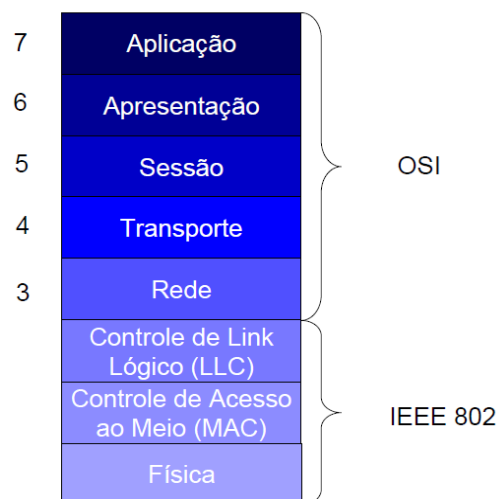 7
Aplicação
6
Apresentação
5
Sessão
OSI
4
Transporte
3
Rede
Controle de Link
Lógico (LLC)
Controle de Acesso
ao Meio (MAC)
IEEE 802
Física